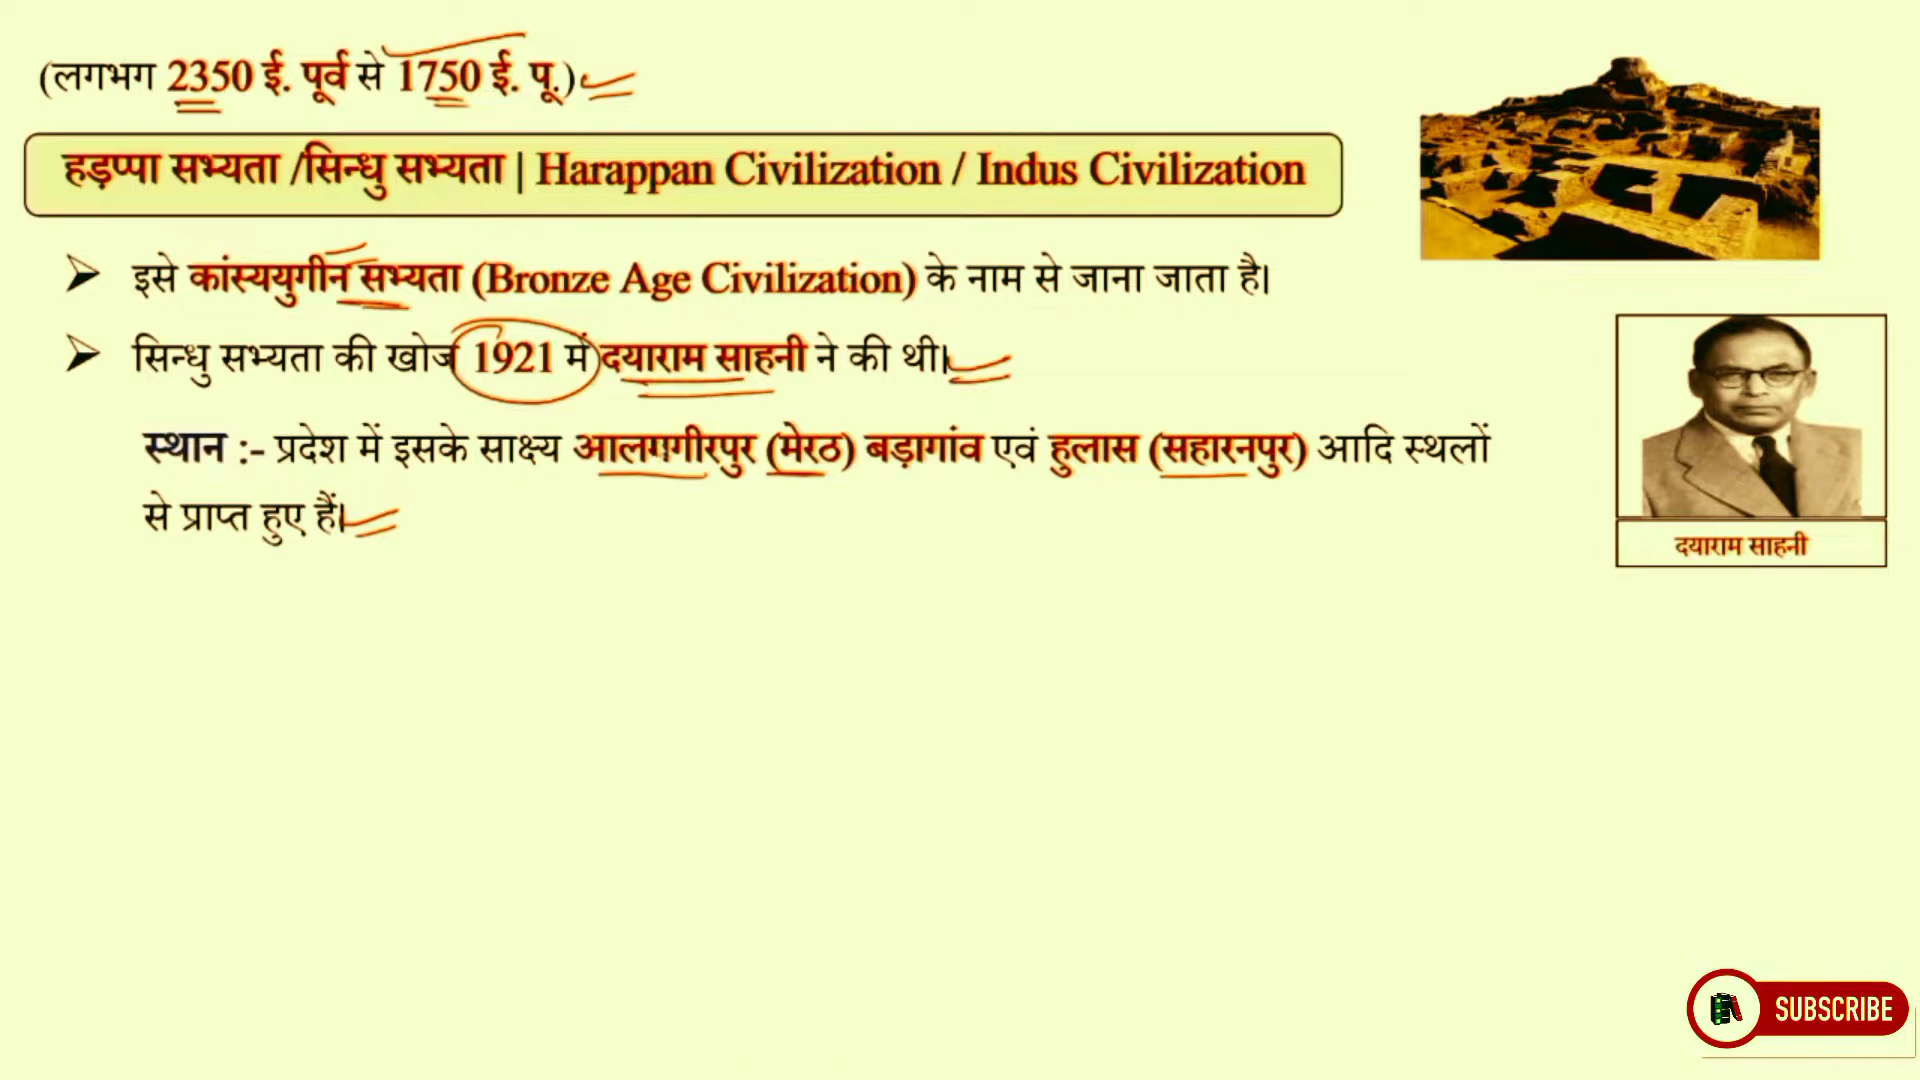 (लगभग 2350 ई. पूर्व से 1750 ई. पू.)
हड़प्पा सभ्यता /सिन्धु सभ्यता | Harappan Civilization / Indus Civilization
इसे कांस्ययुगीन सभ्यता (Bronze Age Civilization) के नाम से जाना जाता है।
सिन्धु सभ्यता की खोज 1921 में दयाराम साहनी ने की थी।
स्थान :- प्रदेश में इसके साक्ष्य आलमगीरपुर (मेरठ) बड़ागांव एवं हुलास (सहारनपुर) आदि स्थलों
से प्राप्त हुए हैं।
दयाराम साहनी
SUBSCRIBE